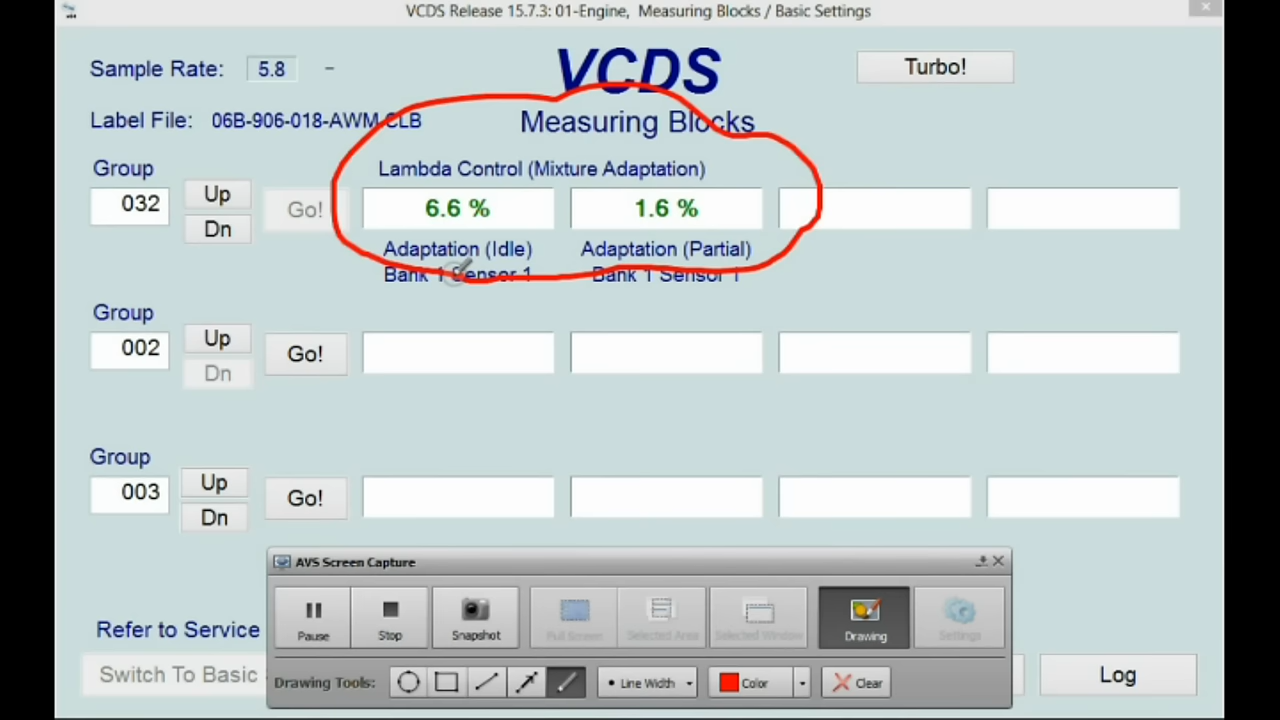 VCDS Release 15.7.3: 01-Engine, Measuring Blocks / Basic Settings
Sample Rate: 5.8 -
VCDS
Turbo!
Label File: 06B-906-018-AWM.CLB
Measuring Blocks
Group
Lambda Control (Mixture Adaptation)
032 Up Go! 6.6 % 1.6 %
Dn
Adaptation (Idle) Adaptation (Partial)
Bank 1 Sensor 1 Bank 1 Sensor 1
Group
002 Up Go!
Dn
Group
003 Up Go!
Dn
AVS Screen Capture
Pause Stop Snapshot Full Screen Selected Area Selected Window Drawing Settings
Refer to Service
Switch To Basic
Drawing Tools: Line Width Color Clear
Log